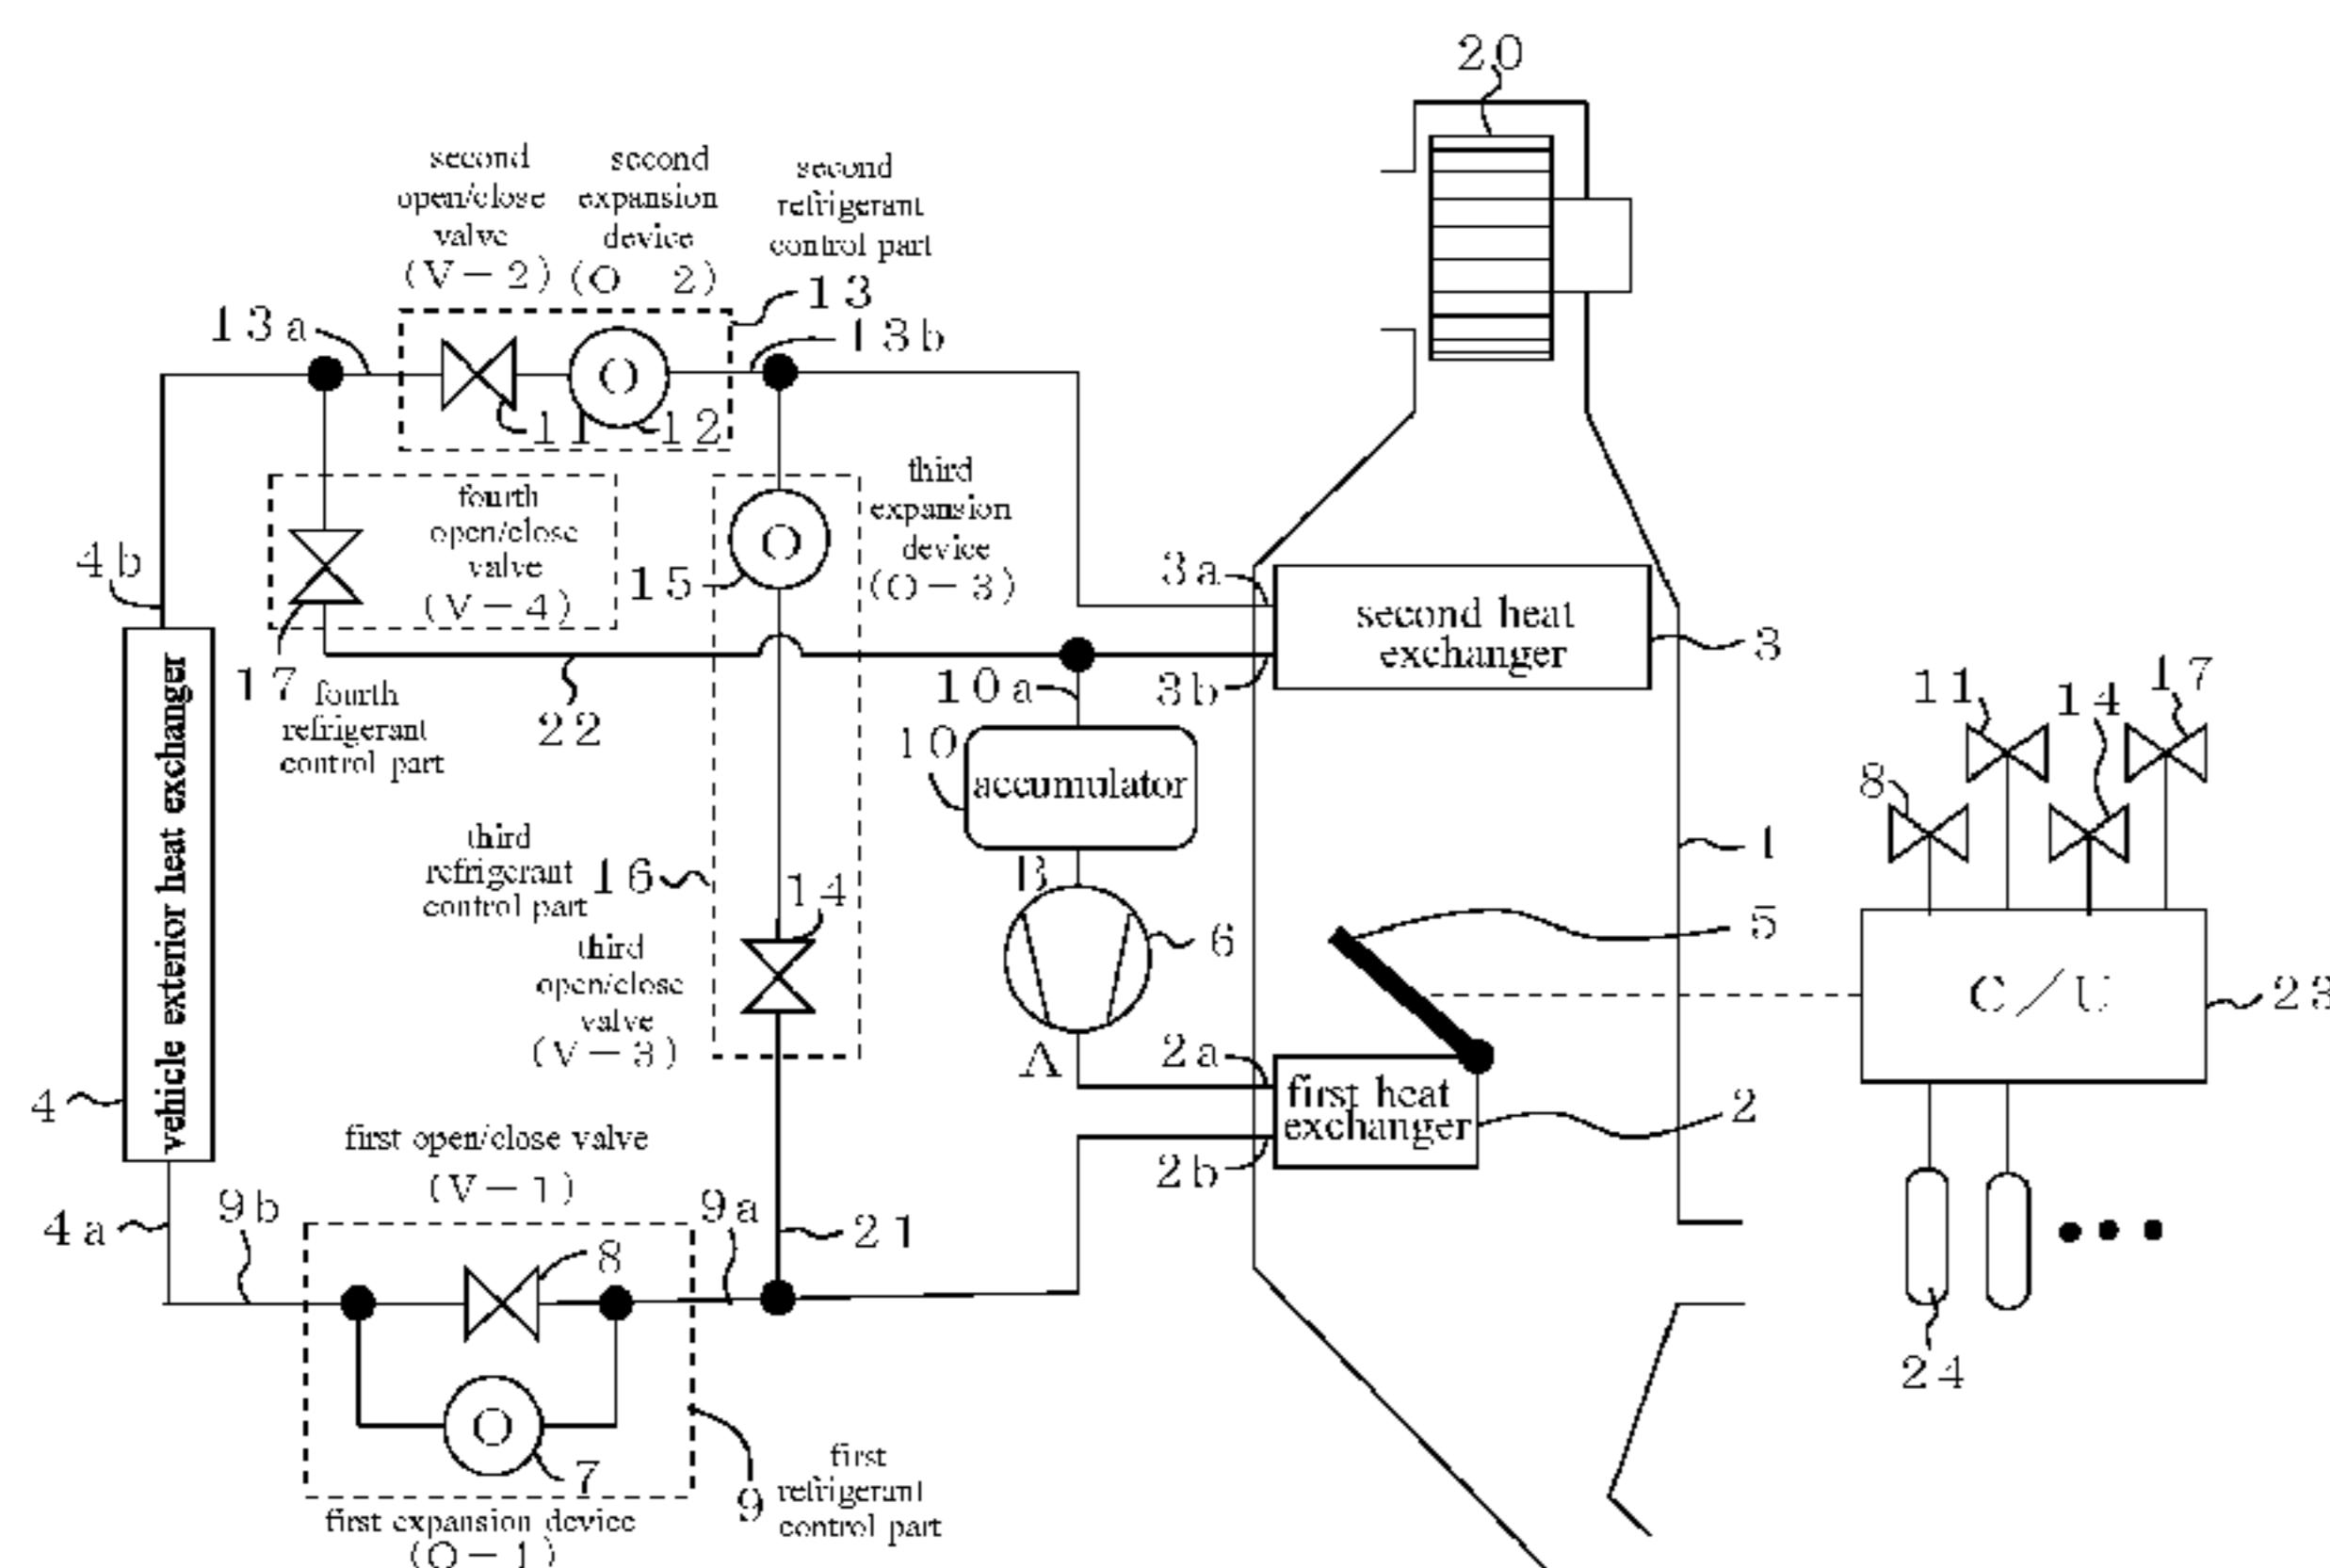 20
second
open/close
valve
(V-2)
second
expansion
device
(O 2)
second
refrigerant
control part
13
13a
13b
11
12
fourth
open/close
valve
(V-4)
third
expansion
device
(O-3)
15
4b
3a
second heat
exchanger
3
3b
17
fourth
refrigerant
control part
22
10a
10
accumulator
11
14
17
8
vehicle exterior heat exchanger
third
refrigerant
control part
16
14
B
6
1
5
third
open/close
valve
(V-3)
C/U
23
A
2a
first heat
exchanger
2
2b
4
first open/close valve
(V-1)
4a
9b
9a
21
8
24
7
first expansion device
(O-1)
9
first
refrigerant
control part